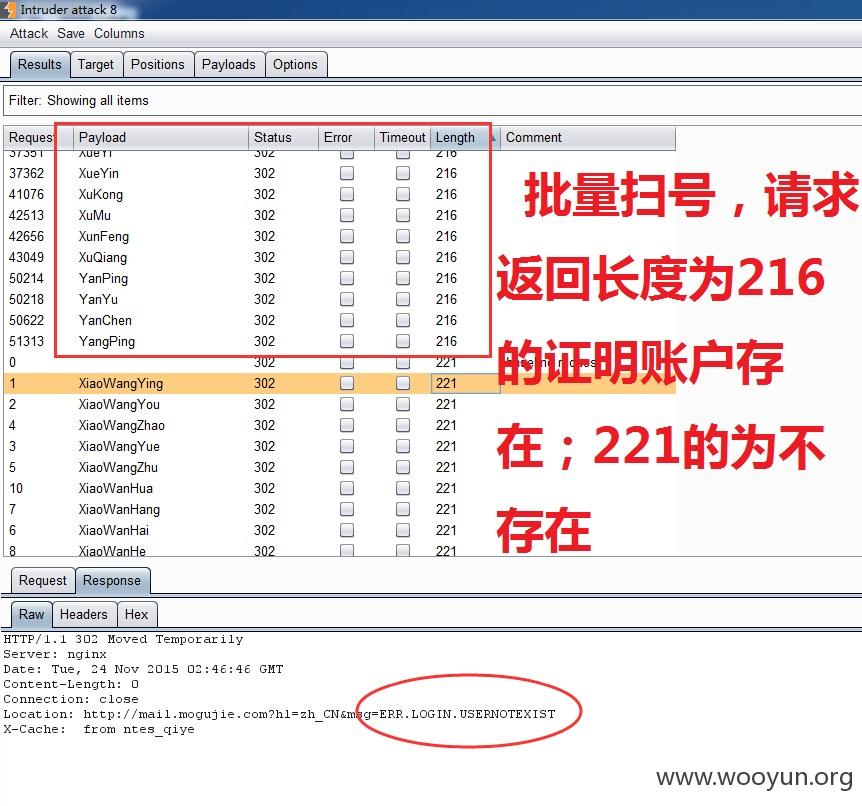 Intruder attack 8
Attack Save Columns
Results Target Positions Payloads Options
Filter: Showing all items
Request Payload Status Error Timeout Length Comment
37351 XueYi 302 216
37362 XueYin 302 216
41076 XuKong 302 216
42513 XuMu 302 216
42656 XunFeng 302 216
43049 XuQiang 302 216
50214 YanPing 302 216
50218 YanYu 302 216
50622 YanChen 302 216
51313 YangPing 302 216
0 302 221
1 XiaoWangYing 302 221
2 XiaoWangYou 302 221
4 XiaoWangZhao 302 221
3 XiaoWangYue 302 221
5 XiaoWangZhu 302 221
10 XiaoWanHua 302 221
7 XiaoWanHang 302 221
6 XiaoWanHai 302 221
8 XiaoWanHe 302 221
批量扫号，请求
返回长度为216
的证明账户存
在；221的为不
存在
Request Response
Raw Headers Hex
HTTP/1.1 302 Moved Temporarily
Server: nginx
Date: Tue, 24 Nov 2015 02:46:46 GMT
Content-Length: 0
Connection: close
Location: http://mail.mogujie.com?hl=zh_CN&msg=ERR.LOGIN.USERNOTEXIST
X-Cache: from ntes_qiye
www.wooyun.org